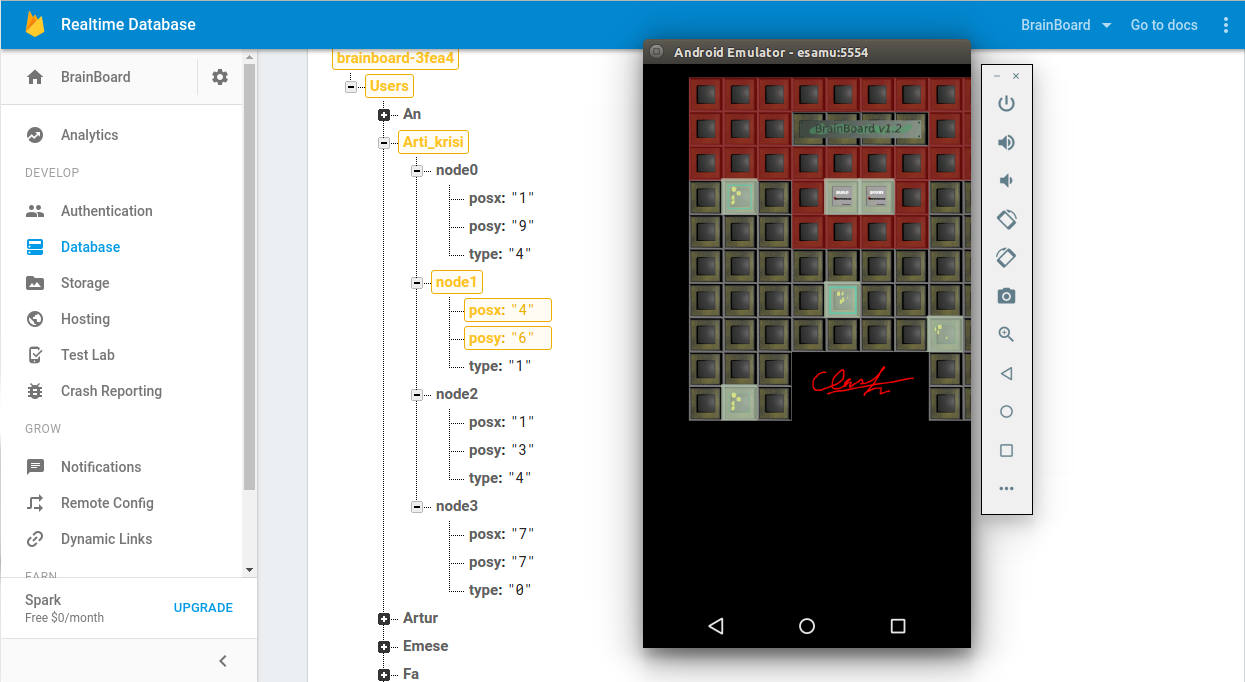 Realtime Database
BrainBoard
Go to docs
BrainBoard
Analytics
DEVELOP
Authentication
Database
Storage
Hosting
Test Lab
Crash Reporting
GROW
Notifications
Remote Config
Dynamic Links
EARN
Spark
Free $0/month
UPGRADE
brainboard-3fea4
Users
An
Arti_krisi
node0
posx: "1"
posy: "9"
type: "4"
node1
posx: "4"
posy: "6"
type: "1"
node2
posx: "1"
posy: "3"
type: "4"
node3
posx: "7"
posy: "7"
type: "0"
Artur
Emese
Fa
Android Emulator - esamu:5554
BrainBoard v1.2